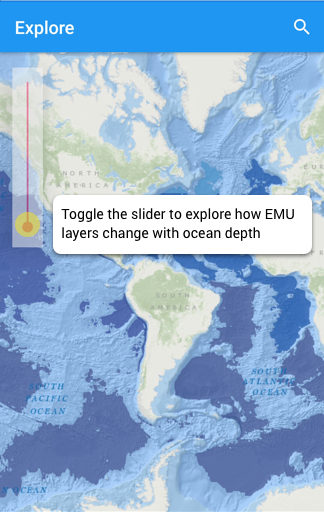 Explore
NORTH
AMERICA
EUR
Toggle the slider to explore how EMU
layers change with ocean depth
SOUTH
AMERICA
SOUTH
PACIFIC
OCEAN
SOUTH
ATLANTIC
OCEAN
N OCEAN